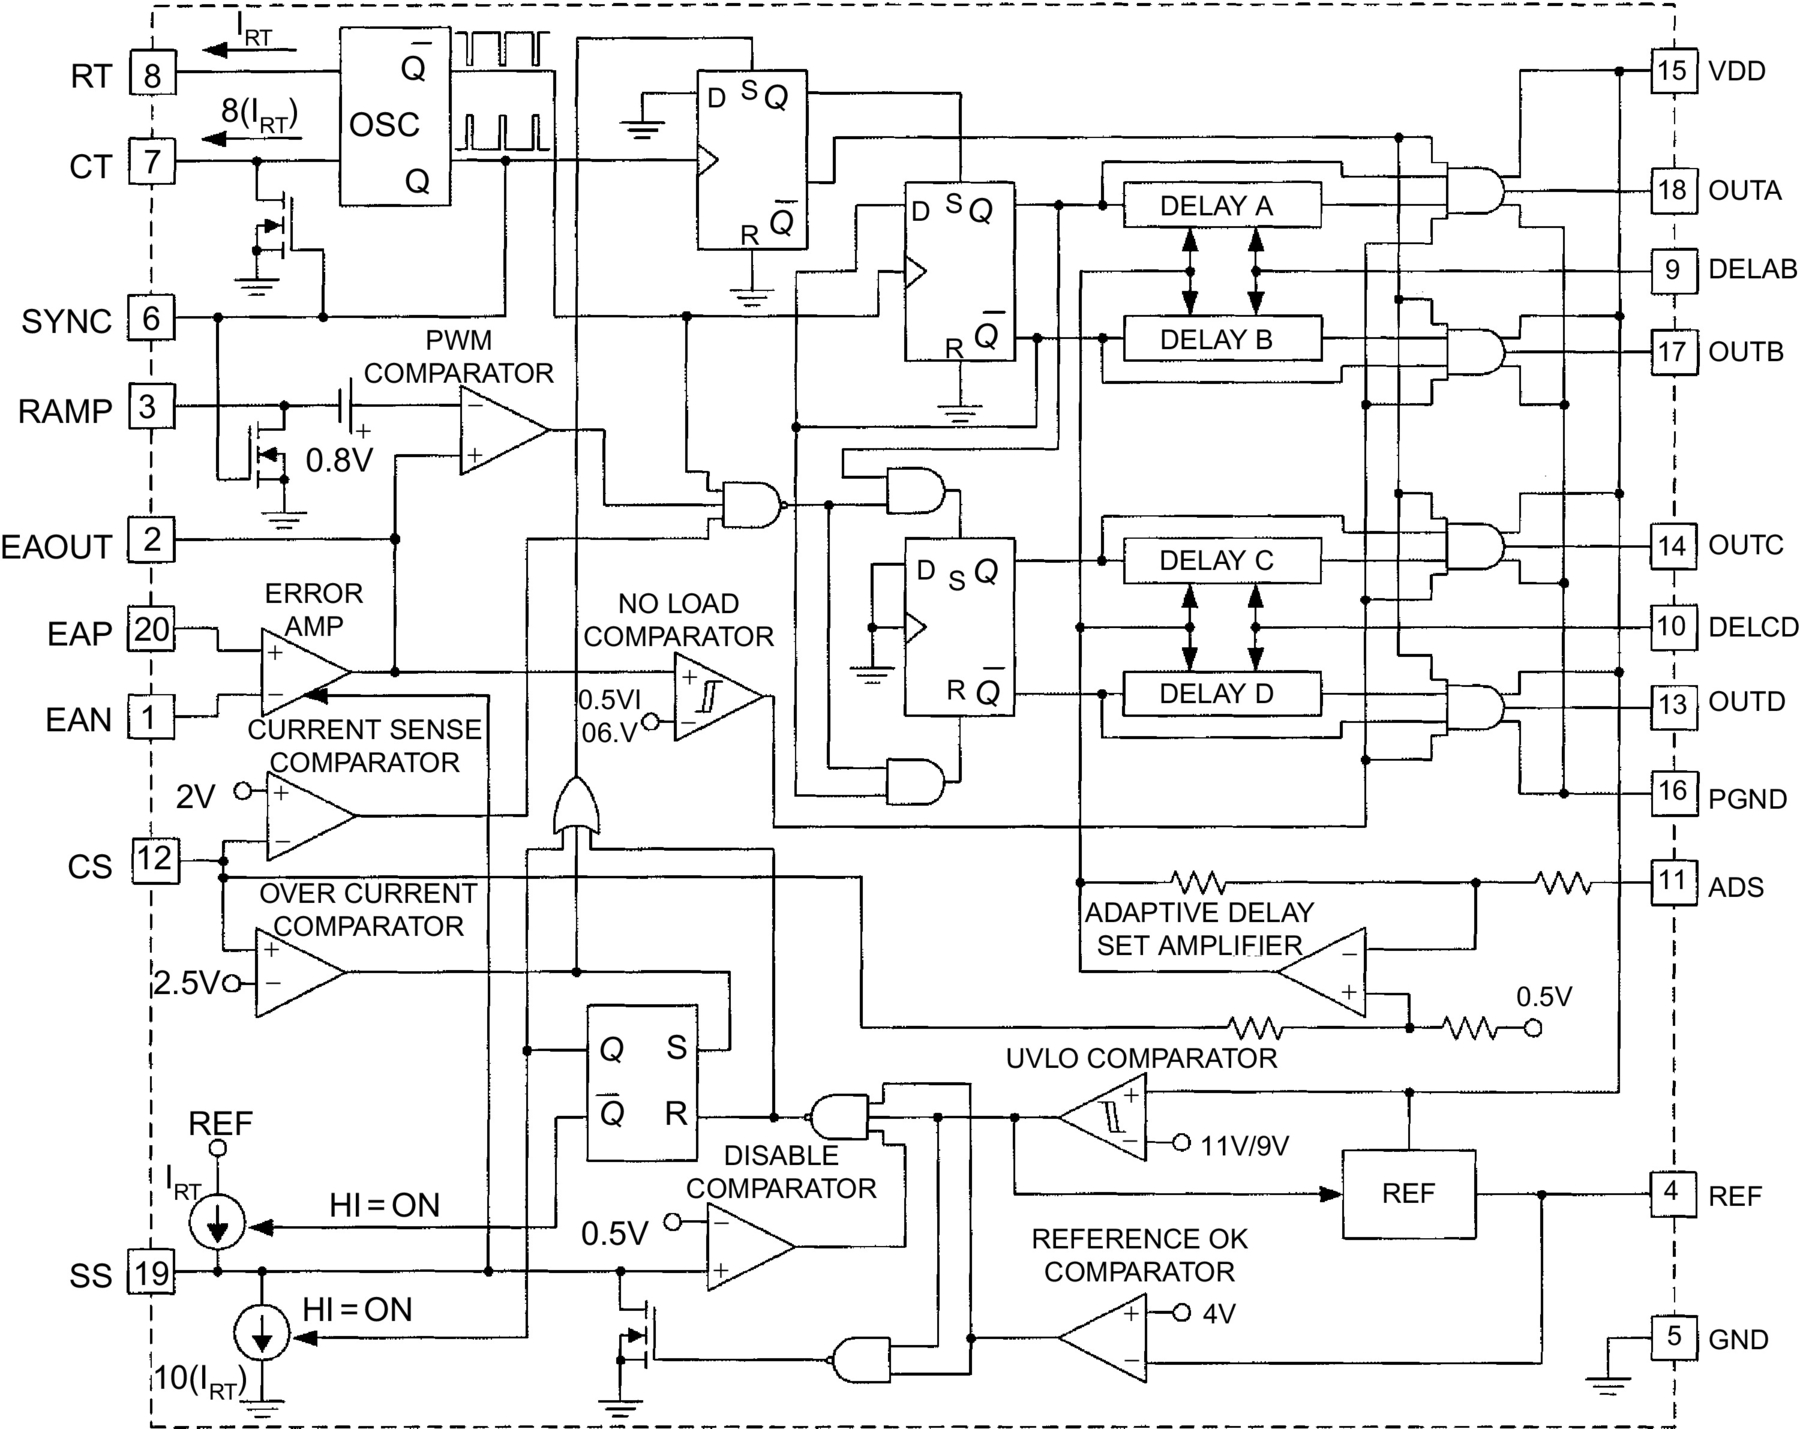 I_RT
RT 8
OSC
Q̅
Q
8(I_RT)
CT 7
SYNC 6
RAMP 3
0.8V
+
PWM
COMPARATOR
−
+
EAOUT 2
EAP 20
EAN 1
ERROR
AMP
+
−
NO LOAD
COMPARATOR
0.5VI
06.V
+
−
CURRENT SENSE
COMPARATOR
2V
+
−
CS 12
OVER CURRENT
COMPARATOR
2.5V
+
−
D S Q
Q̅
R
D S Q
Q̅
R
D S Q
R Q̅
DELAY A
DELAY B
DELAY C
DELAY D
15 VDD
18 OUTA
9 DELAB
17 OUTB
14 OUTC
10 DELCD
13 OUTD
16 PGND
11 ADS
ADAPTIVE DELAY
SET AMPLIFIER
−
+
0.5V
Q S
Q̅ R
UVLO COMPARATOR
+
−
11V/9V
REF
4 REF
REF
I_RT
HI = ON
SS 19
HI = ON
10(I_RT)
DISABLE
COMPARATOR
0.5V
−
+
REFERENCE OK
COMPARATOR
+
−
4V
5 GND